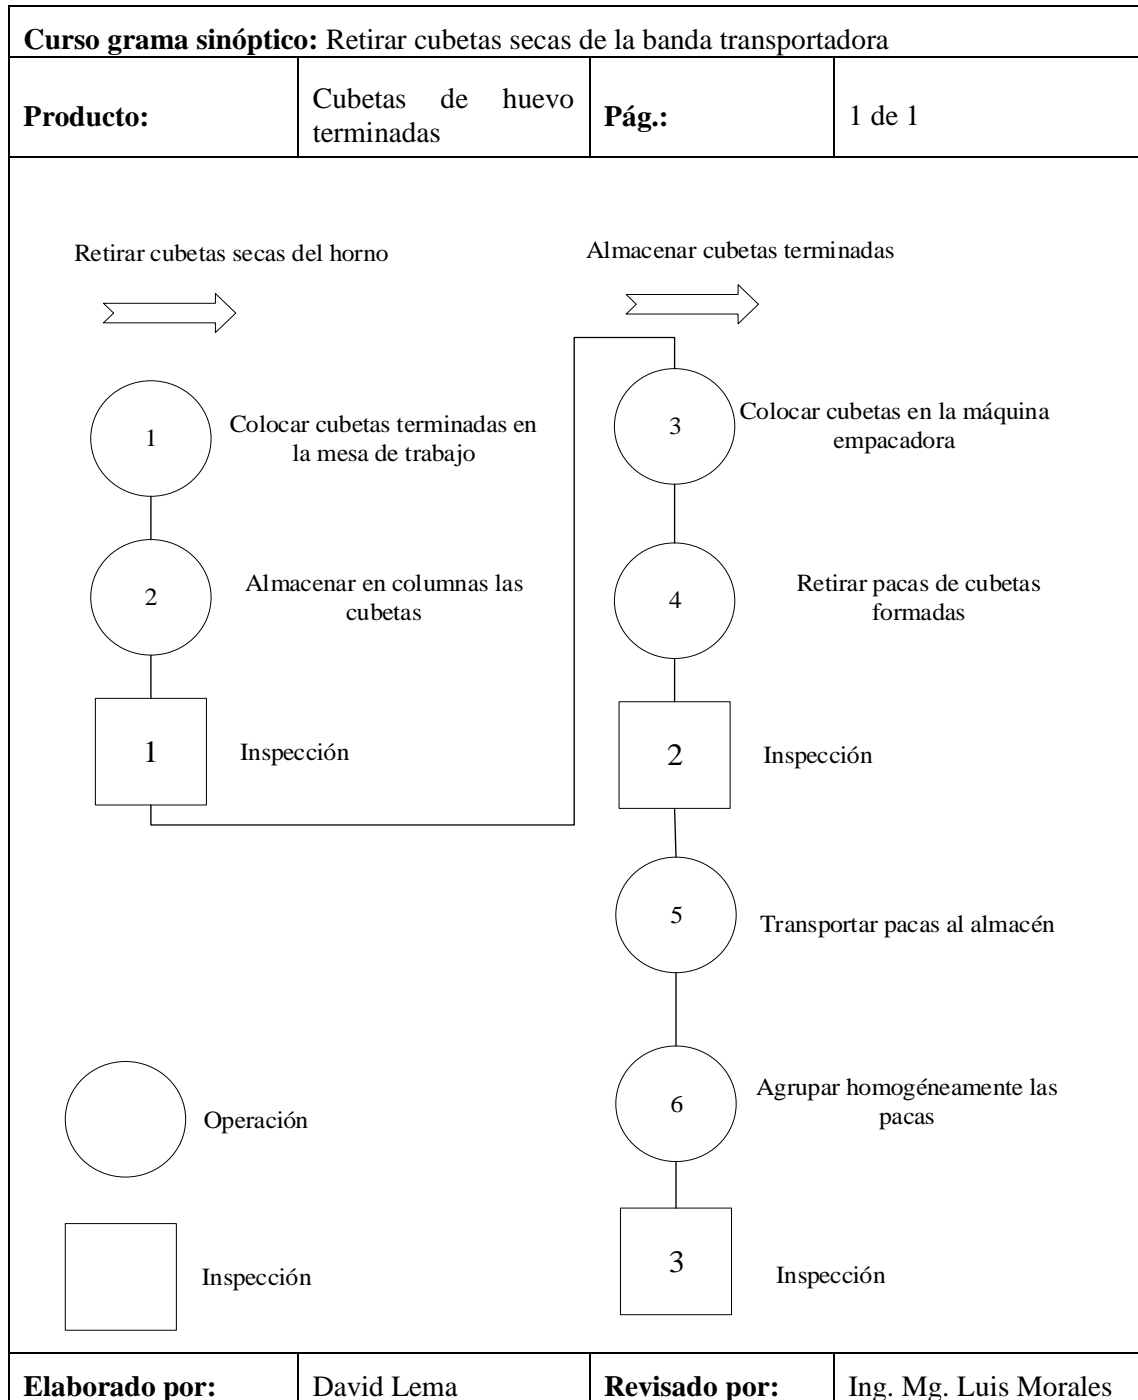 Curso grama sinóptico: Retirar cubetas secas de la banda transportadora
Producto:
Cubetas de huevo
terminadas
Pág.:
1 de 1
Retirar cubetas secas del horno
Almacenar cubetas terminadas
1
Colocar cubetas terminadas en
la mesa de trabajo
2
Almacenar en columnas las
cubetas
1
Inspección
3
Colocar cubetas en la máquina
empacadora
4
Retirar pacas de cubetas
formadas
2
Inspección
5
Transportar pacas al almacén
6
Agrupar homogéneamente las
pacas
3
Inspección
Operación
Inspección
Elaborado por:
David Lema
Revisado por:
Ing. Mg. Luis Morales